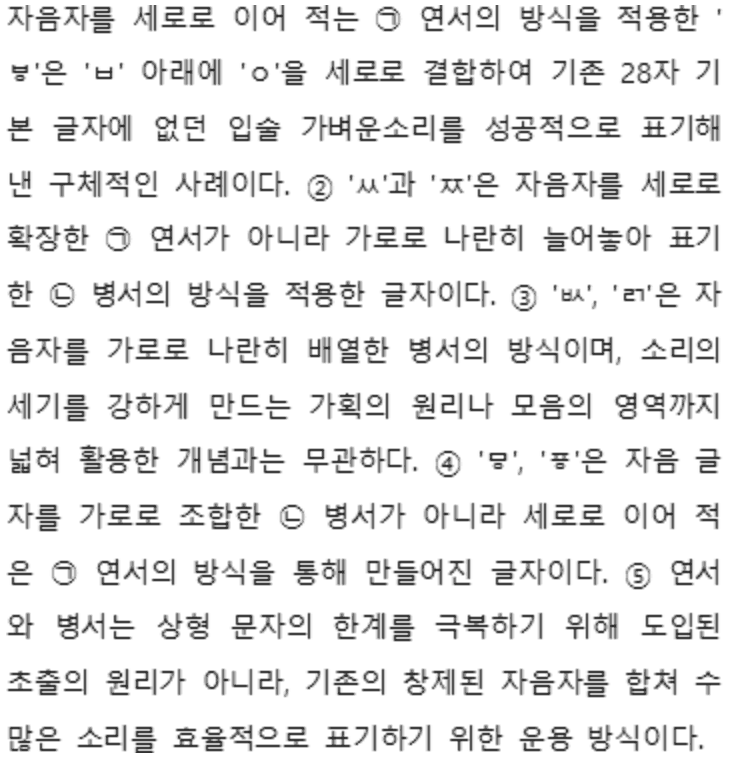 자음자를 세로로 이어 적는 ㉠ 연서의 방식을 적용한 '
ㅸ'은 'ㅂ' 아래에 'ㅇ'을 세로로 결합하여 기존 28자 기
본 글자에 없던 입술 가벼운소리를 성공적으로 표기해
낸 구체적인 사례이다. ② 'ㅆ'과 'ㅉ'은 자음자를 세로로
확장한 ㉠ 연서가 아니라 가로로 나란히 늘어놓아 표기
한 ㉡ 병서의 방식을 적용한 글자이다. ③ 'ㅄ', 'ㄺ'은 자
음자를 가로로 나란히 배열한 병서의 방식이며, 소리의
세기를 강하게 만드는 가획의 원리나 모음의 영역까지
넓혀 활용한 개념과는 무관하다. ④ 'ㅱ', 'ㆄ'은 자음 글
자를 가로로 조합한 ㉡ 병서가 아니라 세로로 이어 적
은 ㉠ 연서의 방식을 통해 만들어진 글자이다. ⑤ 연서
와 병서는 상형 문자의 한계를 극복하기 위해 도입된
초출의 원리가 아니라, 기존의 창제된 자음자를 합쳐 수
많은 소리를 효율적으로 표기하기 위한 운용 방식이다.